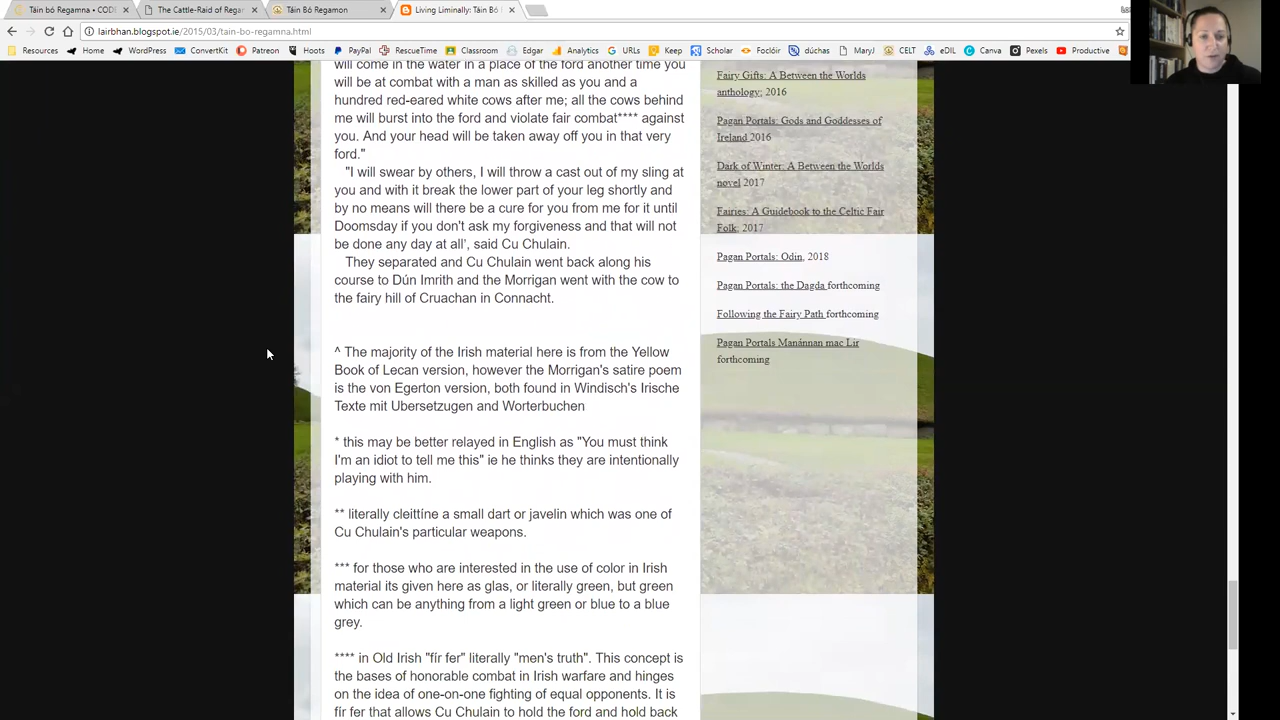 Táin bó Regamna • CODE
The Cattle-Raid of Regar
Táin Bó Regamon
Living Liminally: Táin Bó F
lairbhan.blogspot.ie/2015/03/tain-bo-regamna.html
Resources
Home
WordPress
ConvertKit
Patreon
Hoots
PayPal
RescueTime
Classroom
Edgar
Analytics
URLs
Keep
Scholar
Foclóir
dúchas
MaryJ
CELT
eDIL
Canva
Pexels
Productive
will come in the water in a place of the ford another time you
will be at combat with a man as skilled as you and a
hundred red-eared white cows after me; all the cows behind
me will burst into the ford and violate fair combat**** against
you. And your head will be taken away off you in that very
ford."
"I will swear by others, I will throw a cast out of my sling at
you and with it break the lower part of your leg shortly and
by no means will there be a cure for you from me for it until
Doomsday if you don't ask my forgiveness and that will not
be done any day at all', said Cu Chulain.
They separated and Cu Chulain went back along his
course to Dún Imrith and the Morrigan went with the cow to
the fairy hill of Cruachan in Connacht.
^ The majority of the Irish material here is from the Yellow
Book of Lecan version, however the Morrigan's satire poem
is the von Egerton version, both found in Windisch's Irische
Texte mit Ubersetzugen and Worterbuchen
* this may be better relayed in English as "You must think
I'm an idiot to tell me this" ie he thinks they are intentionally
playing with him.
** literally cleittíne a small dart or javelin which was one of
Cu Chulain's particular weapons.
*** for those who are interested in the use of color in Irish
material its given here as glas, or literally green, but green
which can be anything from a light green or blue to a blue
grey.
**** in Old Irish "fír fer" literally "men's truth". This concept is
the bases of honorable combat in Irish warfare and hinges
on the idea of one-on-one fighting of equal opponents. It is
fír fer that allows Cu Chulain to hold the ford and hold back
Fairy Gifts: A Between the Worlds
anthology; 2016
Pagan Portals: Gods and Goddesses of
Ireland 2016
Dark of Winter: A Between the Worlds
novel 2017
Fairies: A Guidebook to the Celtic Fair
Folk; 2017
Pagan Portals: Odin, 2018
Pagan Portals: the Dagda forthcoming
Following the Fairy Path forthcoming
Pagan Portals Manánnan mac Lir
forthcoming